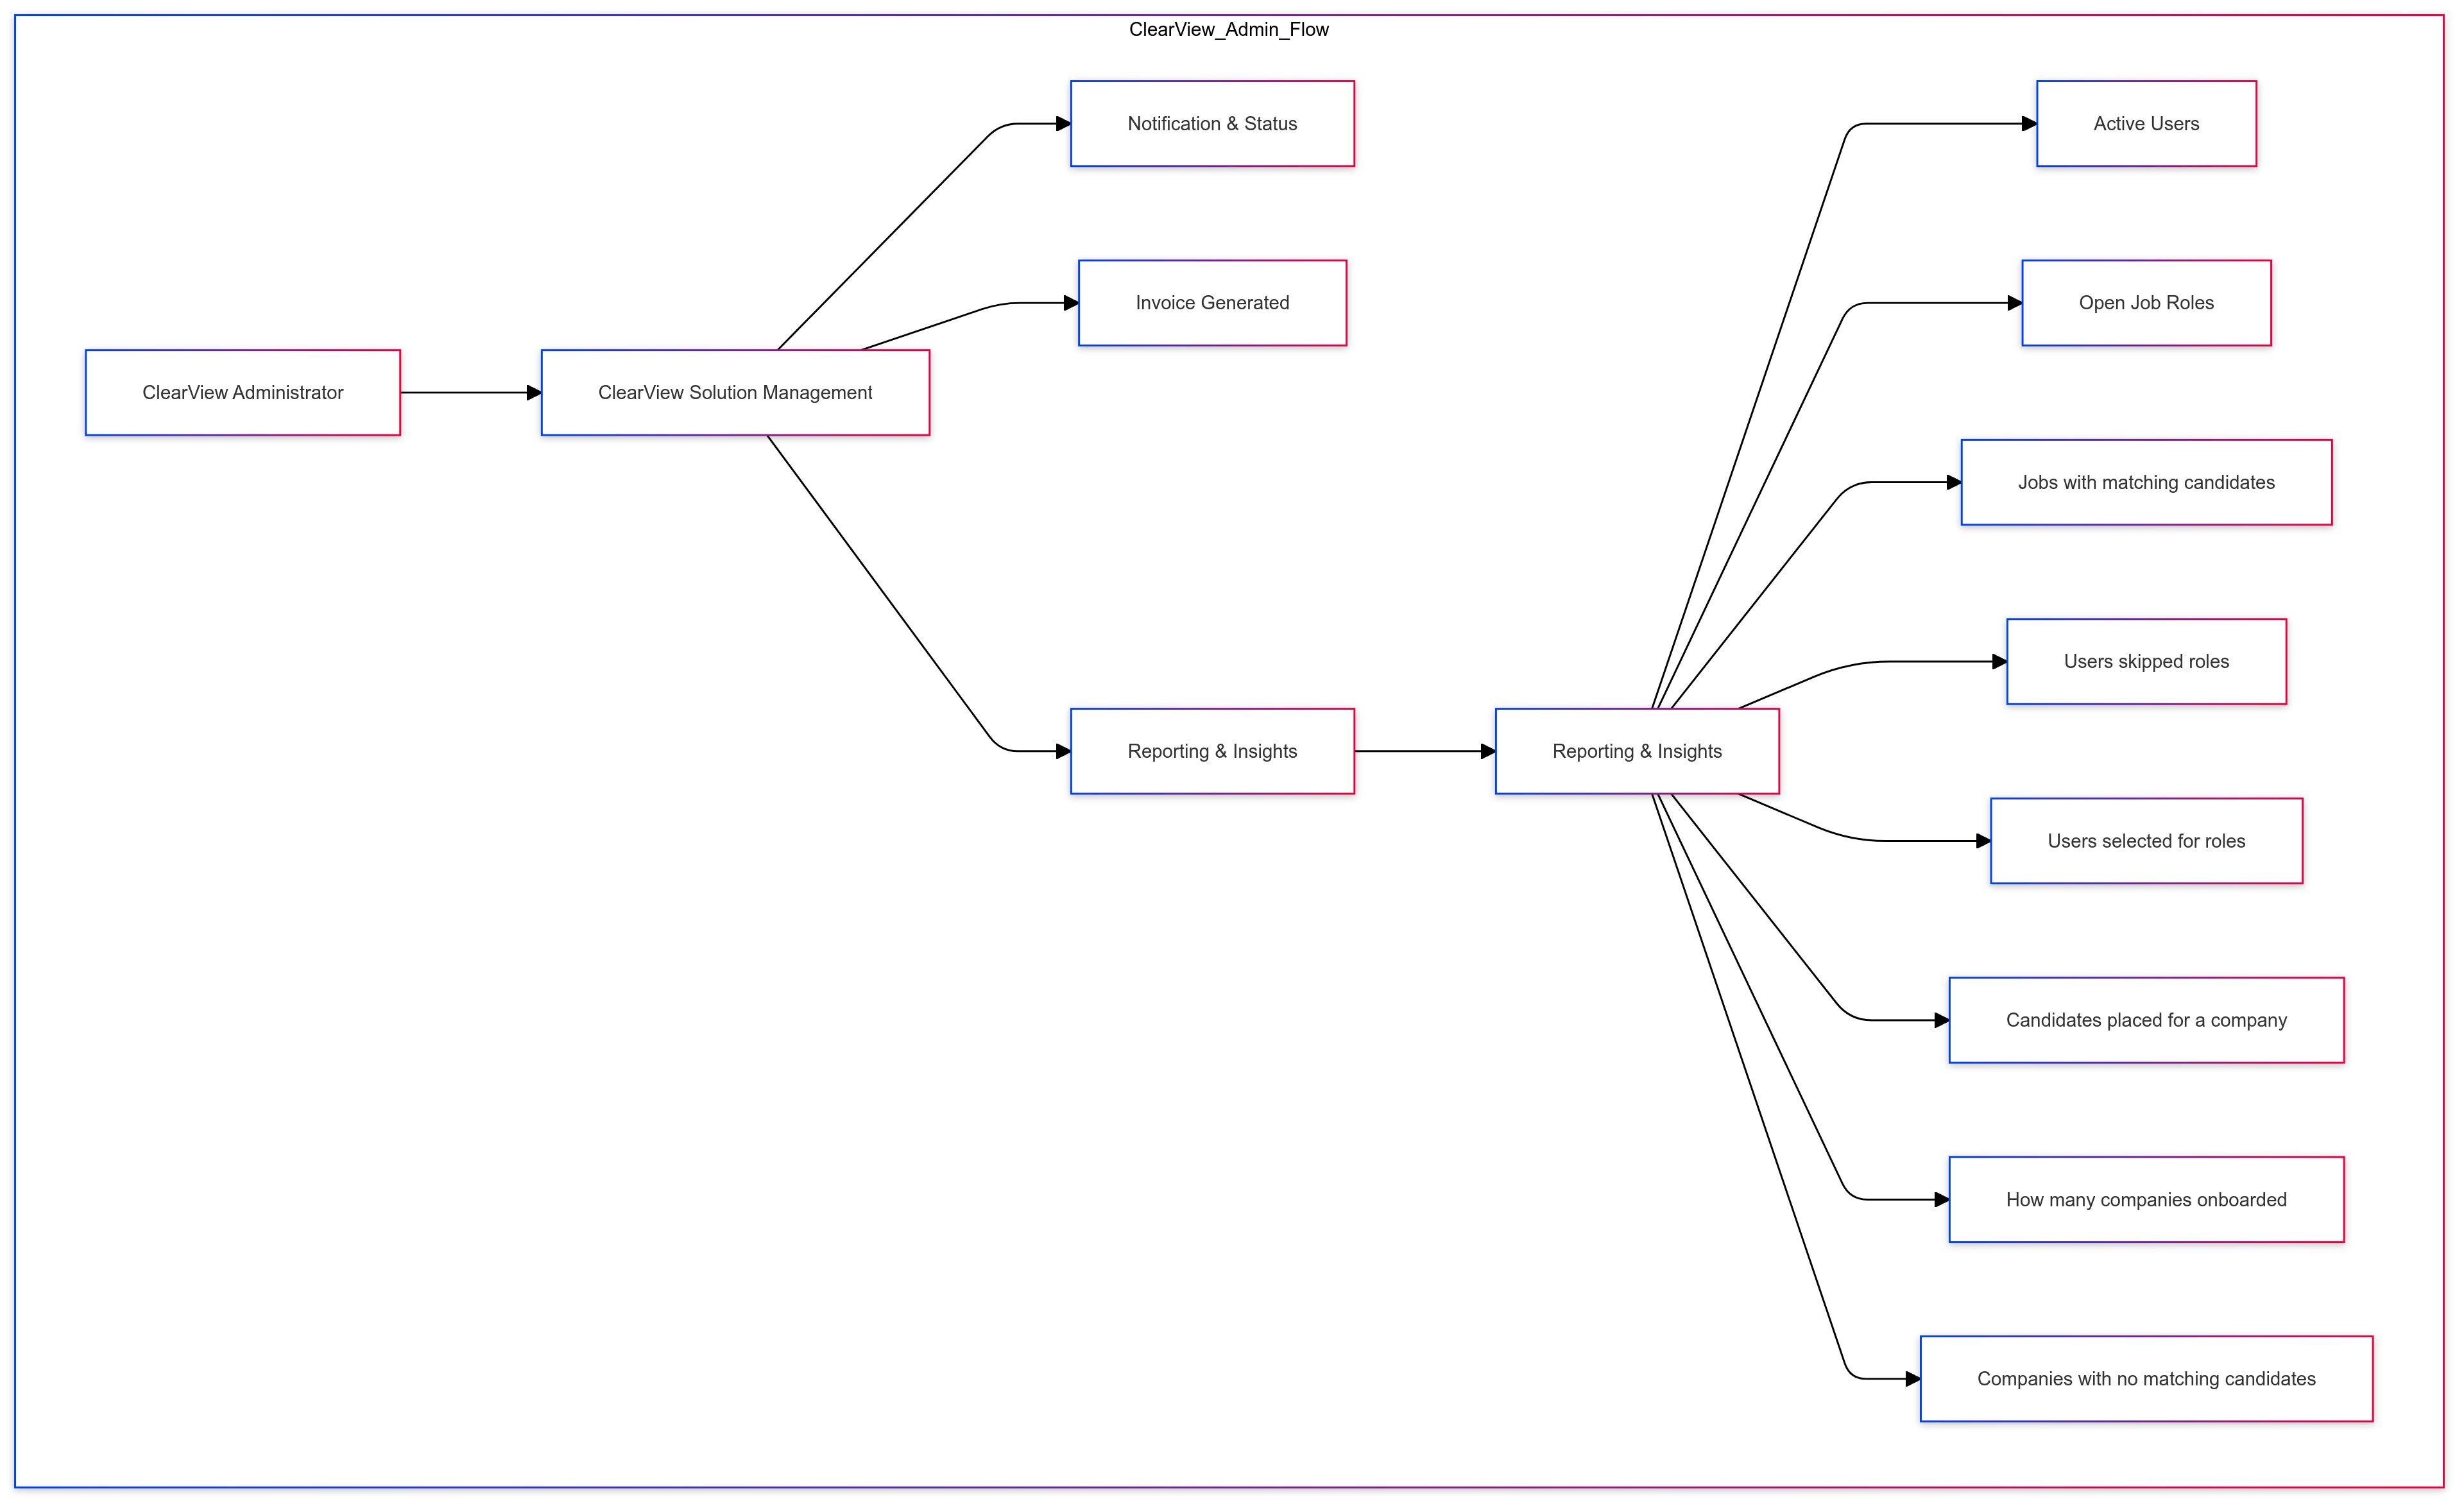 ClearView_Admin_Flow
Notification & Status
Active Users
Invoice Generated
Open Job Roles
ClearView Administrator
ClearView Solution Management
Jobs with matching candidates
Users skipped roles
Reporting & Insights
Reporting & Insights
Users selected for roles
Candidates placed for a company
How many companies onboarded
Companies with no matching candidates